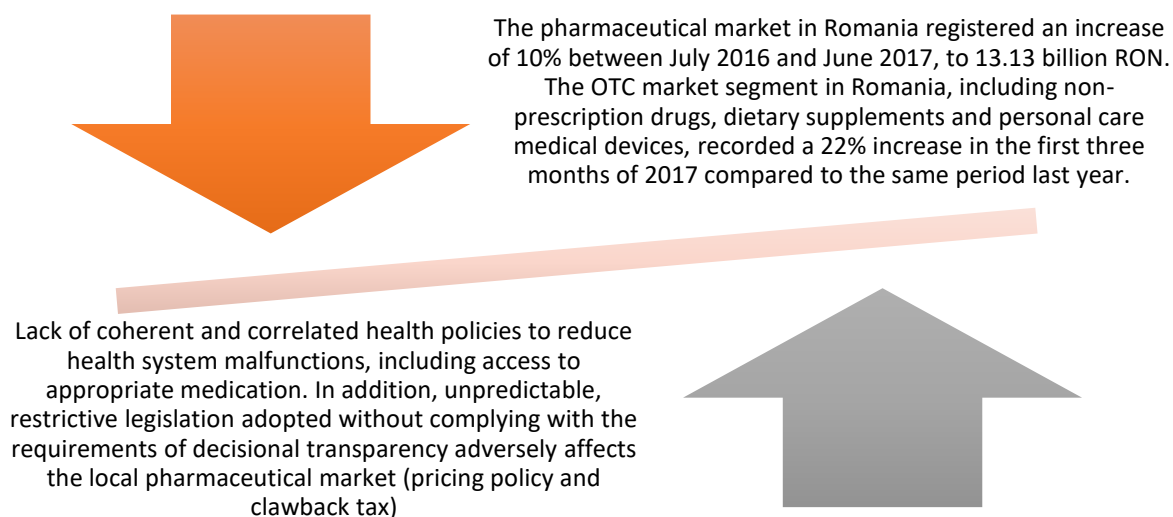 The pharmaceutical market in Romania registered an increase
of 10% between July 2016 and June 2017, to 13.13 billion RON.
The OTC market segment in Romania, including non-
prescription drugs, dietary supplements and personal care
medical devices, recorded a 22% increase in the first three
months of 2017 compared to the same period last year.
Lack of coherent and correlated health policies to reduce
health system malfunctions, including access to
appropriate medication. In addition, unpredictable,
restrictive legislation adopted without complying with the
requirements of decisional transparency adversely affects
the local pharmaceutical market (pricing policy and
clawback tax)